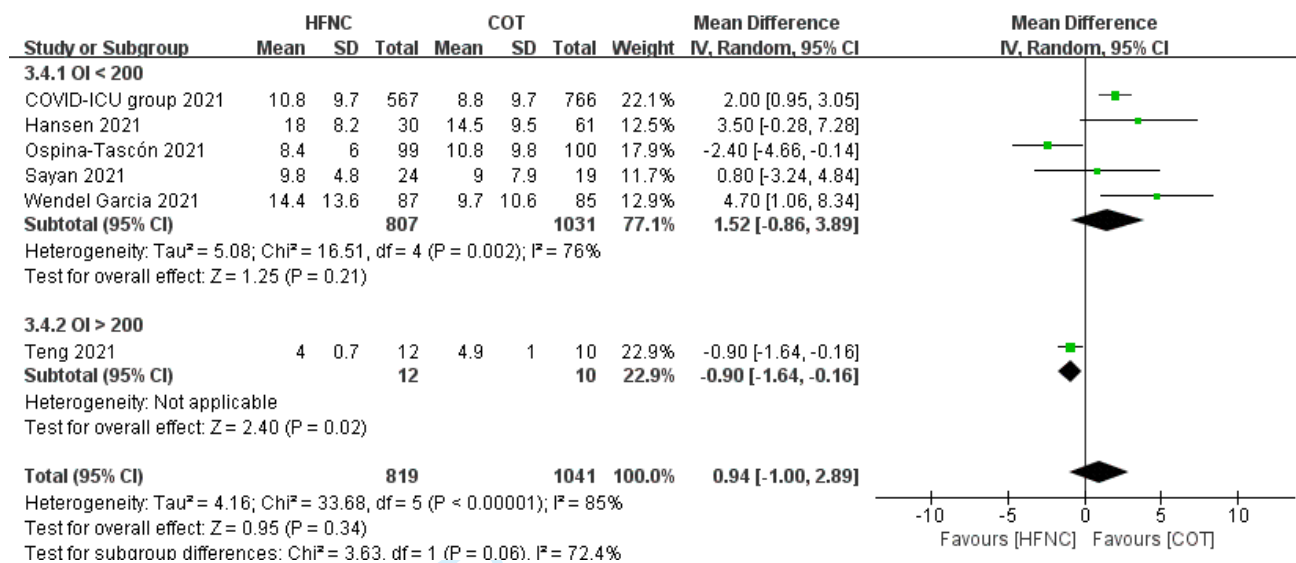 HFNC COT Mean Difference Mean Difference
Study or Subgroup Mean SD Total Mean SD Total Weight IV, Random, 95% CI IV, Random, 95% CI
3.4.1 OI < 200
COVID-ICU group 2021 10.8 9.7 567 8.8 9.7 766 22.1% 2.00 [0.95, 3.05]
Hansen 2021 18 8.2 30 14.5 9.5 61 12.5% 3.50 [-0.28, 7.28]
Ospina-Tascón 2021 8.4 6 99 10.8 9.8 100 17.9% -2.40 [-4.66, -0.14]
Sayan 2021 9.8 4.8 24 9 7.9 19 11.7% 0.80 [-3.24, 4.84]
Wendel Garcia 2021 14.4 13.6 87 9.7 10.6 85 12.9% 4.70 [1.06, 8.34]
Subtotal (95% CI) 807 1031 77.1% 1.52 [-0.86, 3.89]
Heterogeneity: Tau² = 5.08; Chi² = 16.51, df = 4 (P = 0.002); I² = 76%
Test for overall effect: Z = 1.25 (P = 0.21)
3.4.2 OI > 200
Teng 2021 4 0.7 12 4.9 1 10 22.9% -0.90 [-1.64, -0.16]
Subtotal (95% CI) 12 10 22.9% -0.90 [-1.64, -0.16]
Heterogeneity: Not applicable
Test for overall effect: Z = 2.40 (P = 0.02)
Total (95% CI) 819 1041 100.0% 0.94 [-1.00, 2.89]
Heterogeneity: Tau² = 4.16; Chi² = 33.68, df = 5 (P < 0.00001); I² = 85%
Test for overall effect: Z = 0.95 (P = 0.34)
Test for subgroup differences: Chi² = 3.63, df = 1 (P = 0.06), I² = 72.4%
-10 -5 0 5 10
Favours [HFNC] Favours [COT]